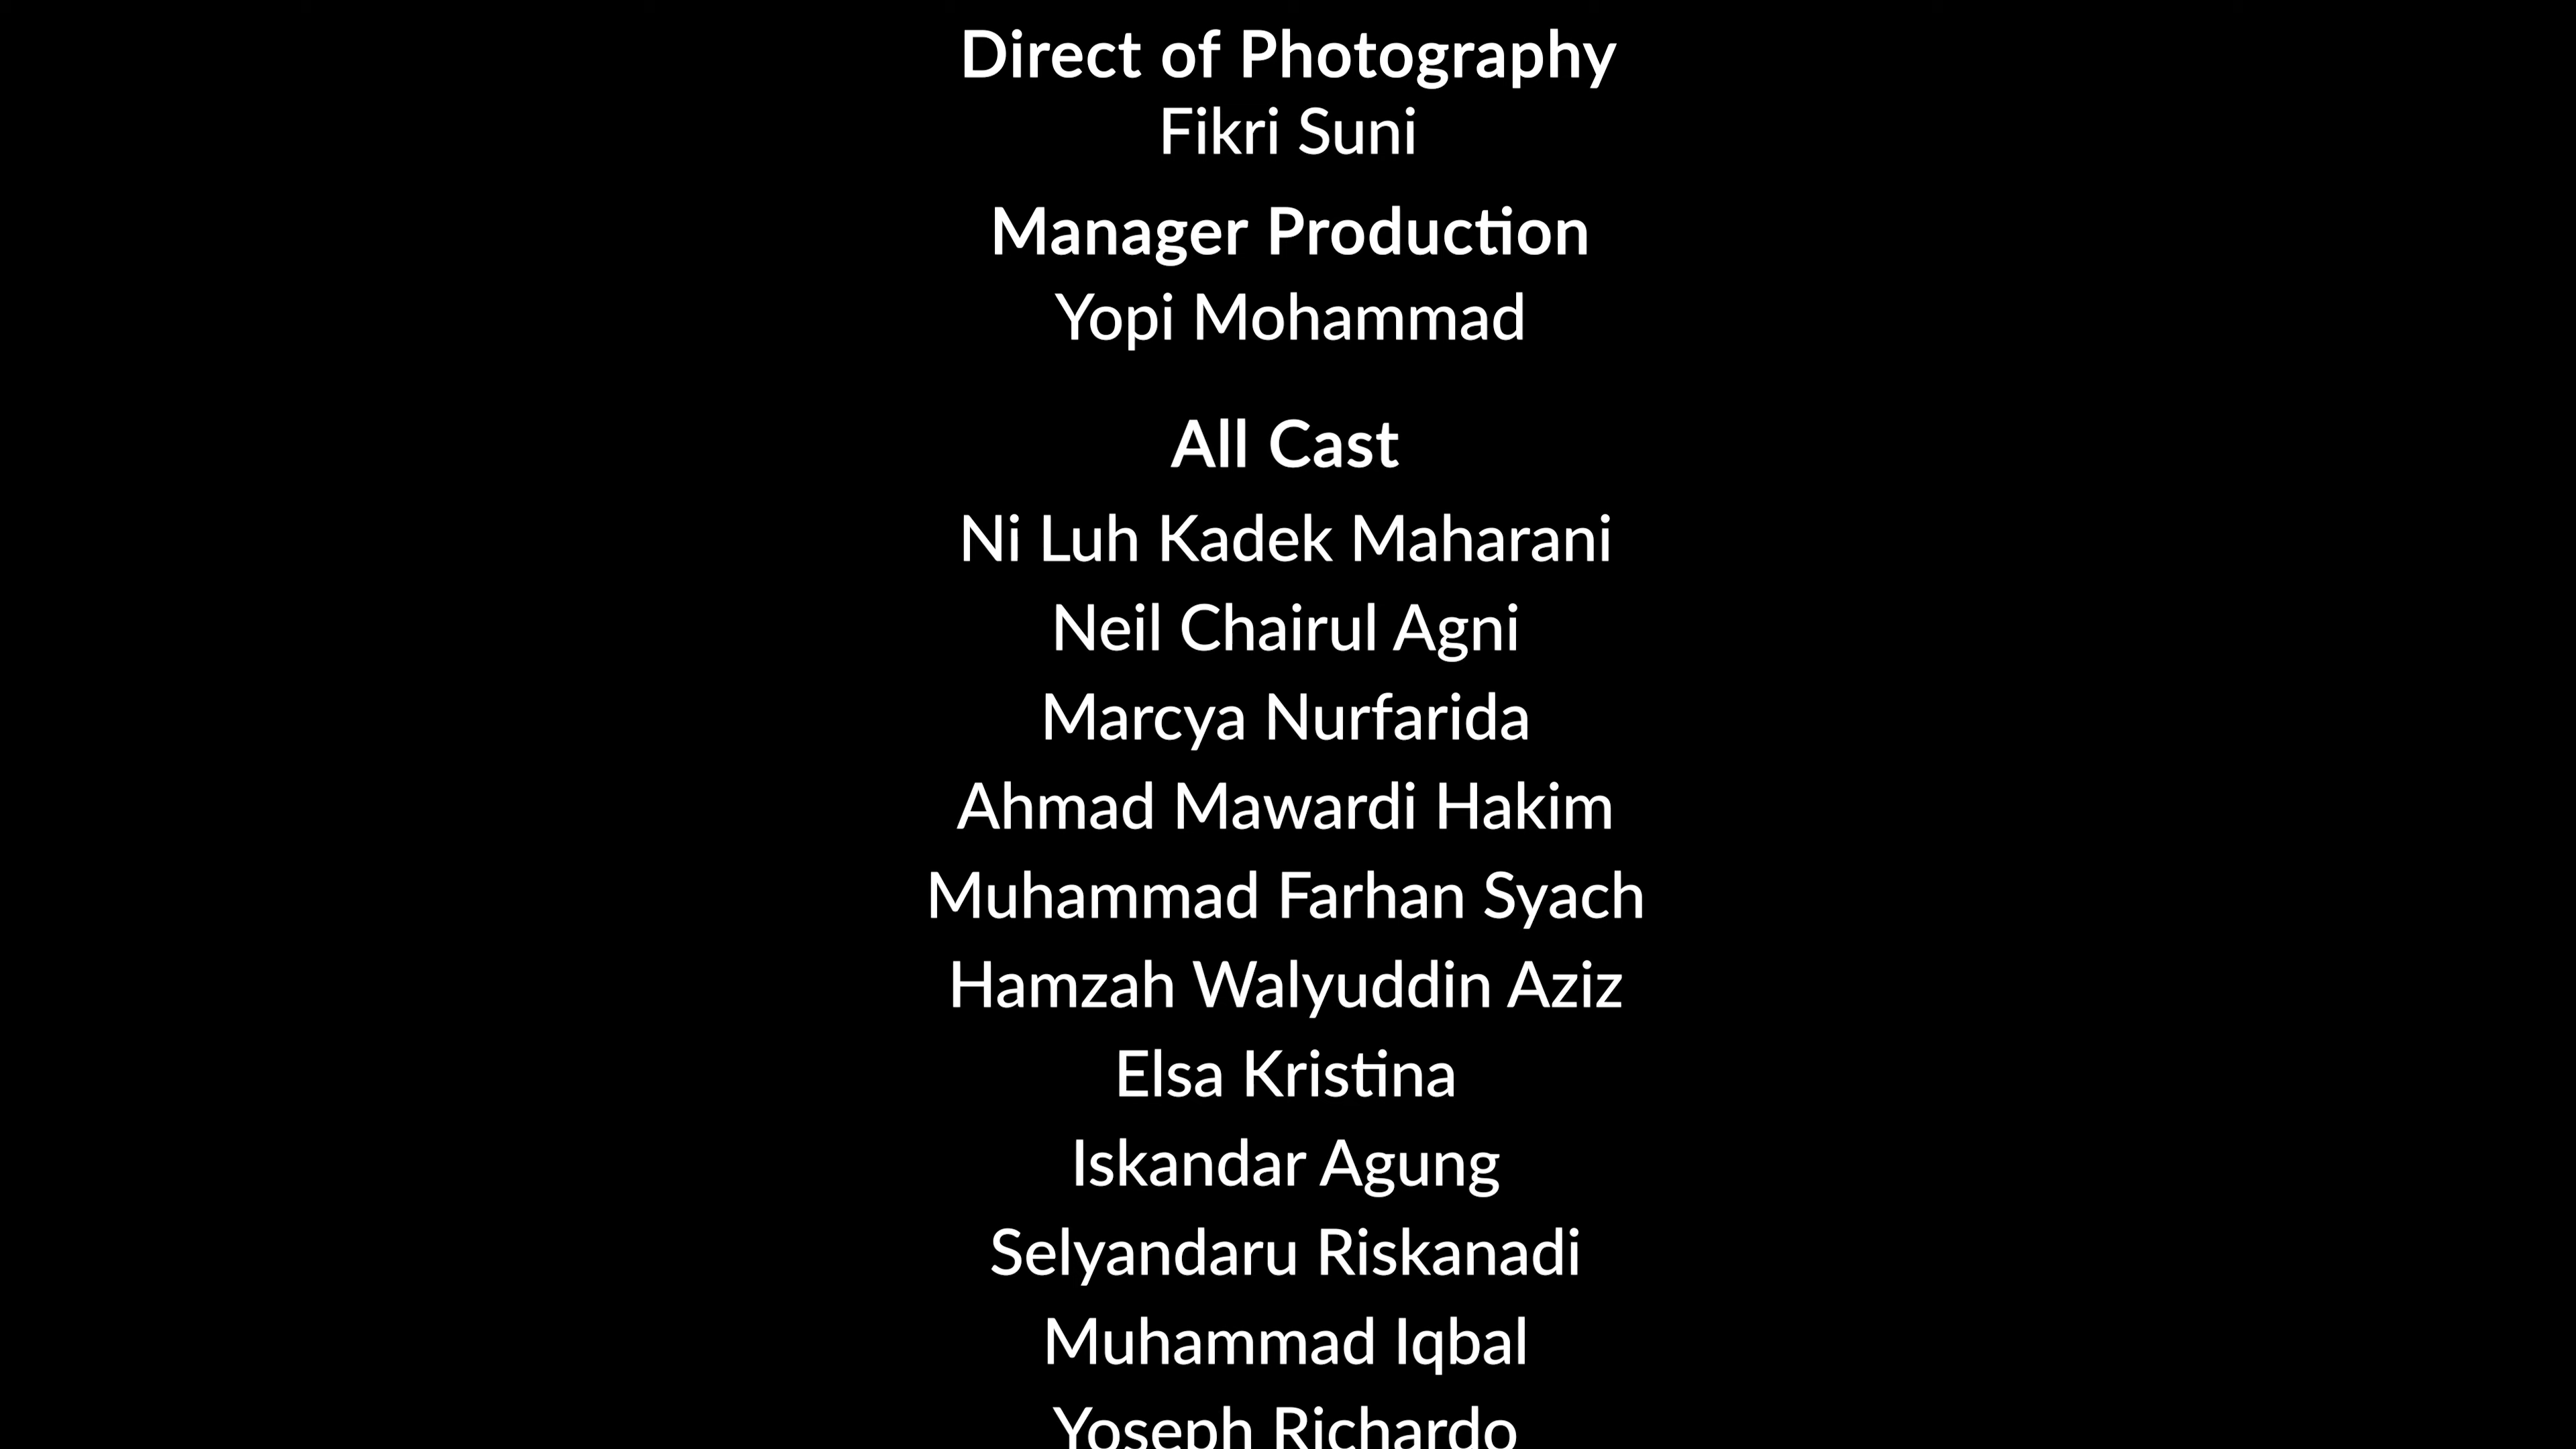 Direct of Photography
Fikri Suni
Manager Production
Yopi Mohammad
All Cast
Ni Luh Kadek Maharani
Neil Chairul Agni
Marcya Nurfarida
Ahmad Mawardi Hakim
Muhammad Farhan Syach
Hamzah Walyuddin Aziz
Elsa Kristina
Iskandar Agung
Selyandaru Riskanadi
Muhammad Iqbal
Yoseph Richardo